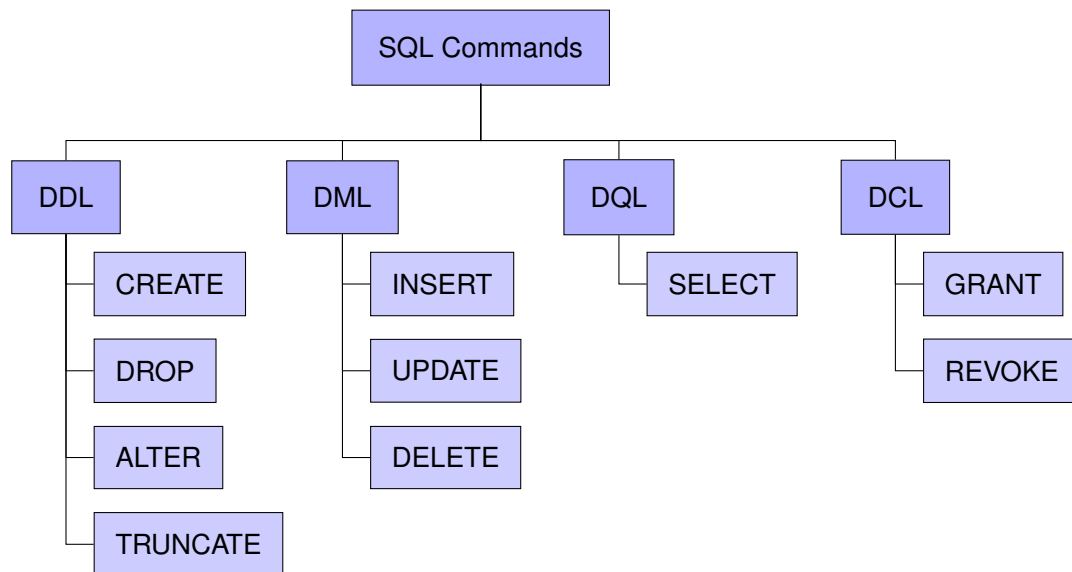 SQL Commands
DDL
DML
DQL
DCL
CREATE
INSERT
SELECT
GRANT
DROP
UPDATE
REVOKE
ALTER
DELETE
TRUNCATE